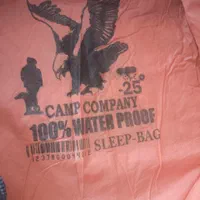 -25°
CAMP COMPANY
100% WATER PROOF
SLEEP-BAG